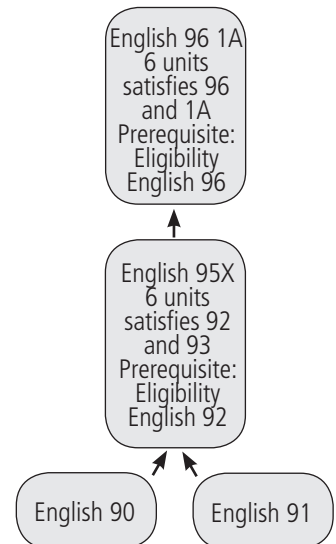 English 96 1A
6 units
satisfies 96
and 1A
Prerequisite:
Eligibility
English 96
English 95X
6 units
satisfies 92
and 93
Prerequisite:
Eligibility
English 92
English 90
English 91